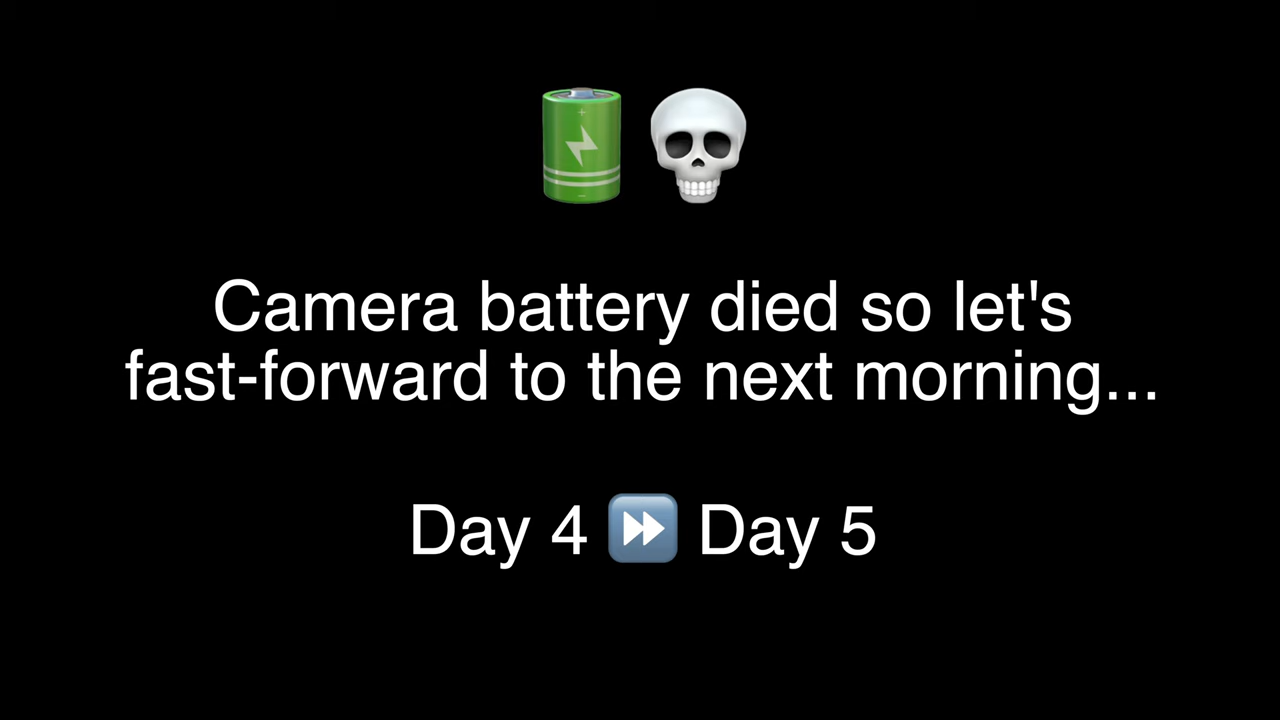 🔋💀
Camera battery died so let's
fast-forward to the next morning...
Day 4 ⏩ Day 5